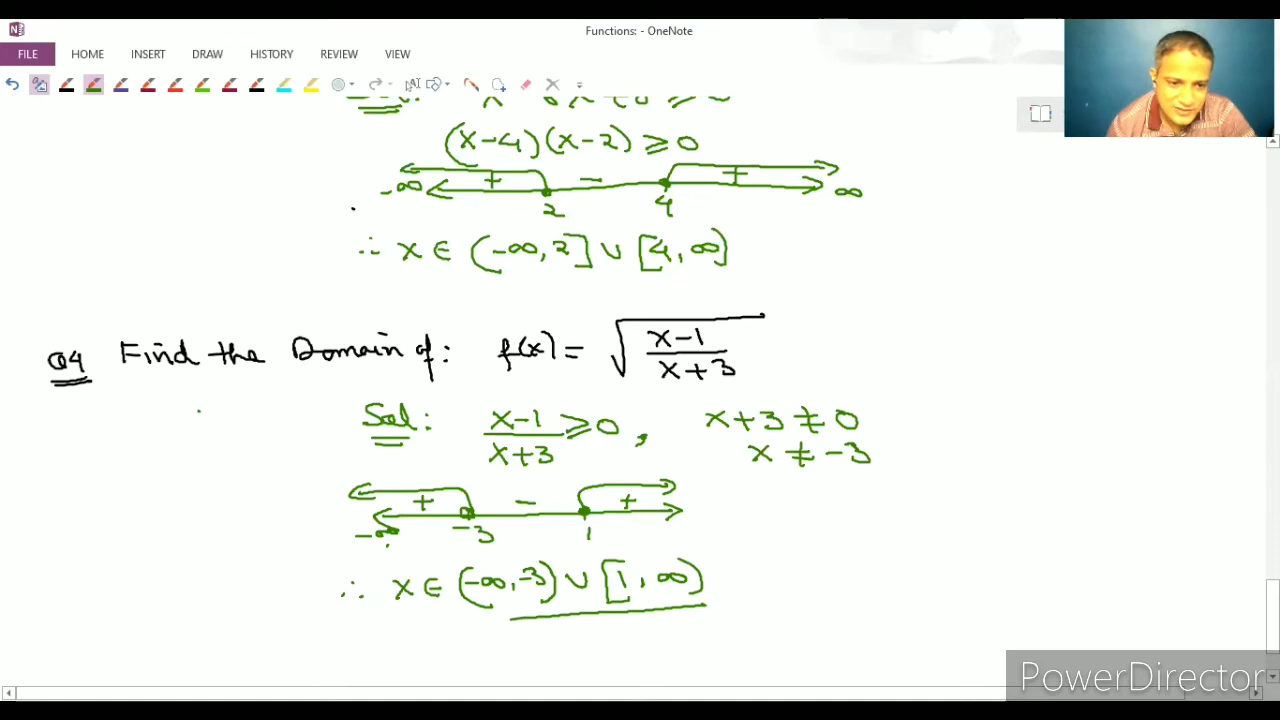 Functions: - OneNote
FILE HOME INSERT DRAW HISTORY REVIEW VIEW
(x-4)(x-2) ≥ 0
+ - +
-∞ 2 4 ∞
∴ x ∈ (-∞, 2] ∪ [4, ∞]
Q4 Find the Domain of: f(x) = √((x-1)/(x+3))
Sol: (x-1)/(x+3) ≥ 0, x+3 ≠ 0
x ≠ -3
+ - +
-∞ -3 1
∴ x ∈ (-∞, -3) ∪ [1, ∞)
PowerDirector